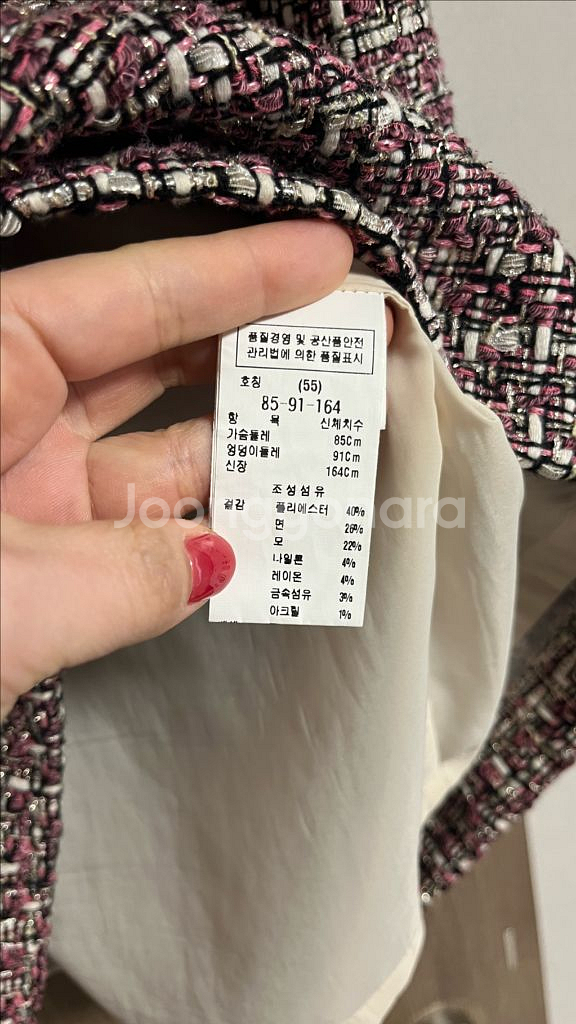 품질경영 및 공산품안전
관리법에 의한 품질표시
호칭 (55)
85-91-164
항 목 신체치수
가슴둘레 85Cm
엉덩이둘레 91Cm
신장 164Cm
조성섬유
겉감 폴리에스터 40%
면 26%
모 22%
나일론 4%
레이온 4%
금속섬유 3%
아크릴 1%
Joonggonara